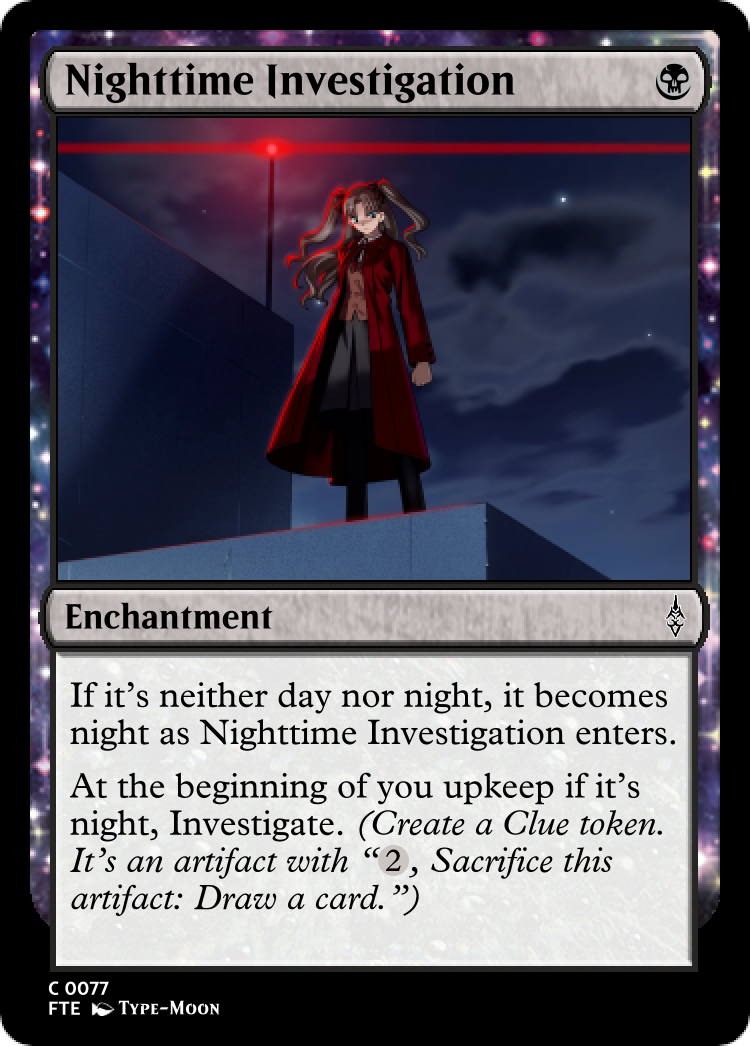 Nighttime Investigation
Enchantment
If it's neither day nor night, it becomes
night as Nighttime Investigation enters.
At the beginning of you upkeep if it's
night, Investigate. (Create a Clue token.
It's an artifact with “2, Sacrifice this
artifact: Draw a card.”)
C 0077
FTE Type-Moon